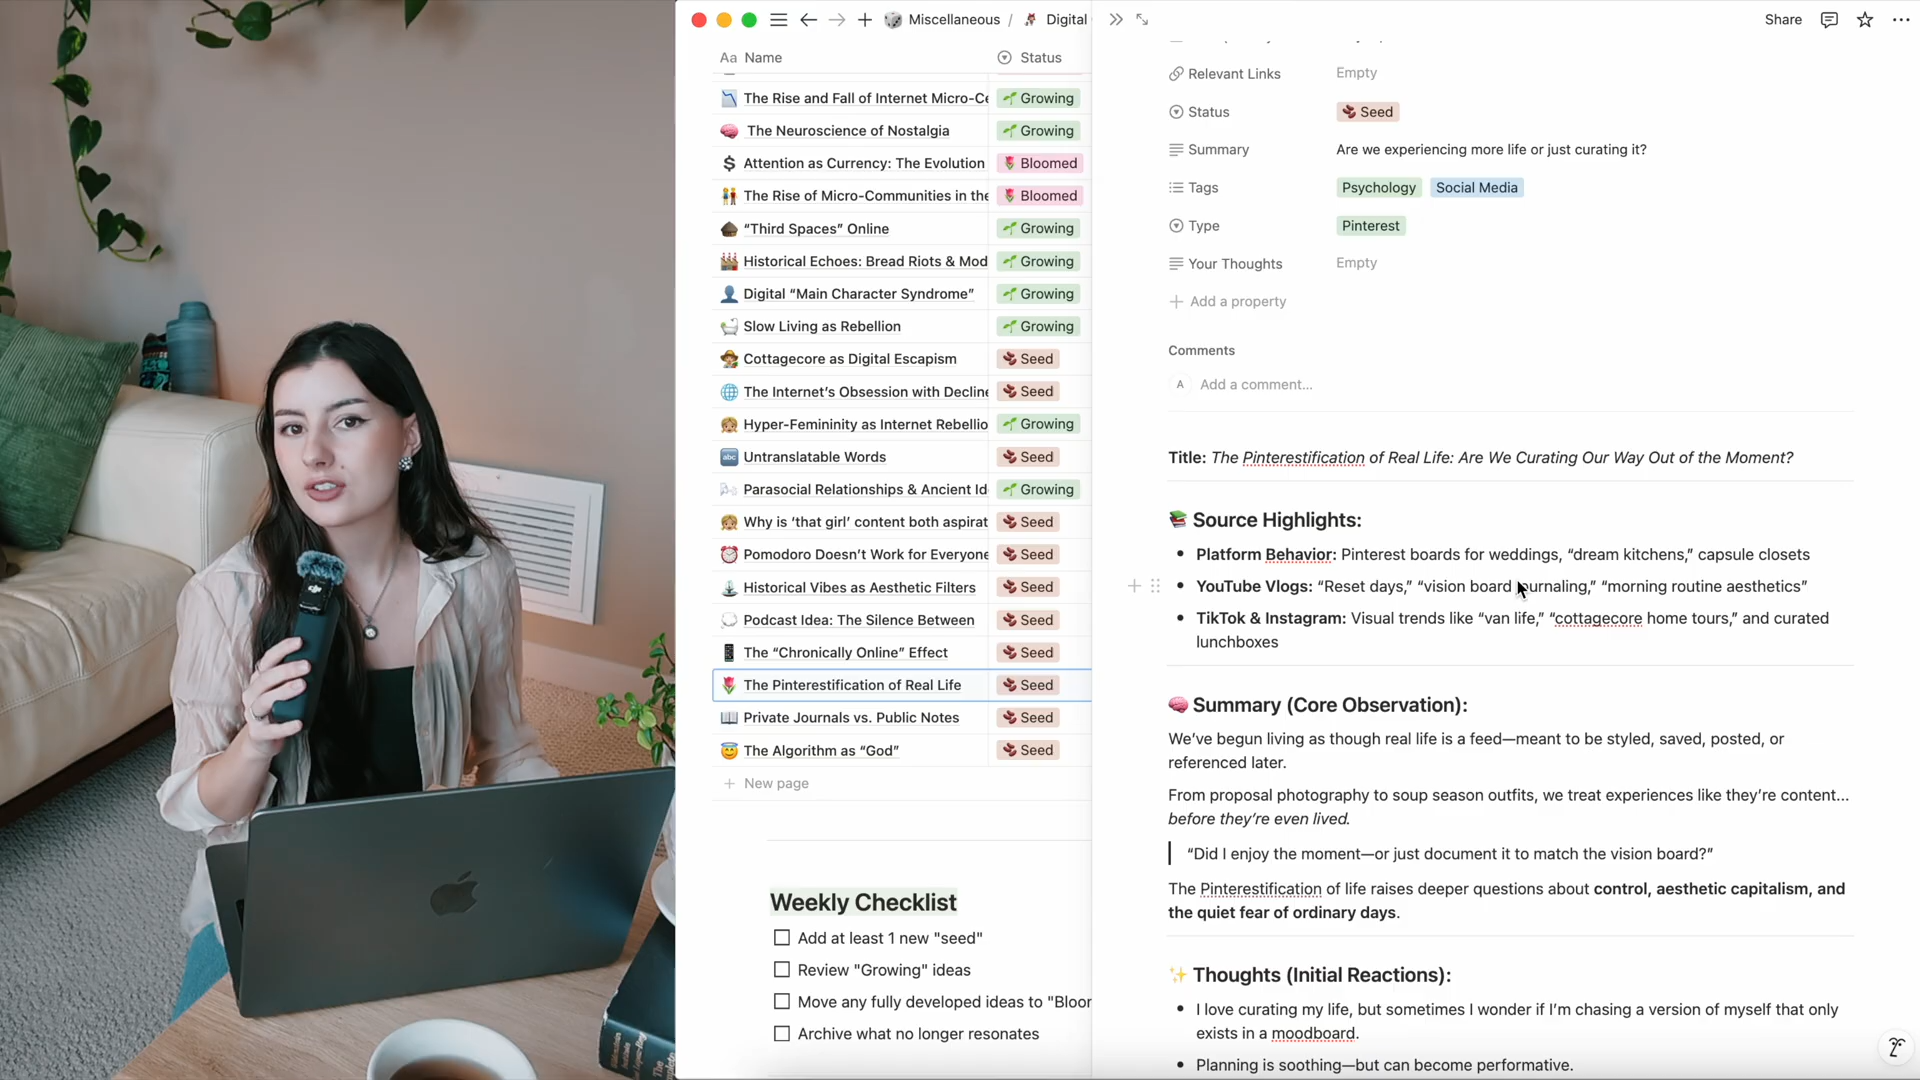 Miscellaneous / Digital
Share
Aa Name
Status
The Rise and Fall of Internet Micro-Ce
Growing
The Neuroscience of Nostalgia
Growing
Attention as Currency: The Evolution
Bloomed
The Rise of Micro-Communities in the
Bloomed
“Third Spaces” Online
Growing
Historical Echoes: Bread Riots & Mod
Growing
Digital “Main Character Syndrome”
Growing
Slow Living as Rebellion
Growing
Cottagecore as Digital Escapism
Seed
The Internet’s Obsession with Decline
Seed
Hyper-Femininity as Internet Rebellio
Growing
Untranslatable Words
Seed
Parasocial Relationships & Ancient Id
Growing
Why is ‘that girl’ content both aspirat
Seed
Pomodoro Doesn’t Work for Everyone
Seed
Historical Vibes as Aesthetic Filters
Seed
Podcast Idea: The Silence Between
Seed
The “Chronically Online” Effect
Seed
The Pinterestification of Real Life
Seed
Private Journals vs. Public Notes
Seed
The Algorithm as “God”
Seed
+ New page
Weekly Checklist
Add at least 1 new "seed"
Review "Growing" ideas
Move any fully developed ideas to "Bloor
Archive what no longer resonates
Relevant Links Empty
Status Seed
Summary Are we experiencing more life or just curating it?
Tags Psychology Social Media
Type Pinterest
Your Thoughts Empty
+ Add a property
Comments
A Add a comment...
Title: The Pinterestification of Real Life: Are We Curating Our Way Out of the Moment?
Source Highlights:
• Platform Behavior: Pinterest boards for weddings, “dream kitchens,” capsule closets
• YouTube Vlogs: “Reset days,” “vision board journaling,” “morning routine aesthetics”
• TikTok & Instagram: Visual trends like “van life,” “cottagecore home tours,” and curated
lunchboxes
Summary (Core Observation):
We’ve begun living as though real life is a feed—meant to be styled, saved, posted, or
referenced later.
From proposal photography to soup season outfits, we treat experiences like they’re content...
before they’re even lived.
“Did I enjoy the moment—or just document it to match the vision board?”
The Pinterestification of life raises deeper questions about control, aesthetic capitalism, and
the quiet fear of ordinary days.
Thoughts (Initial Reactions):
• I love curating my life, but sometimes I wonder if I’m chasing a version of myself that only
exists in a moodboard.
• Planning is soothing—but can become performative.